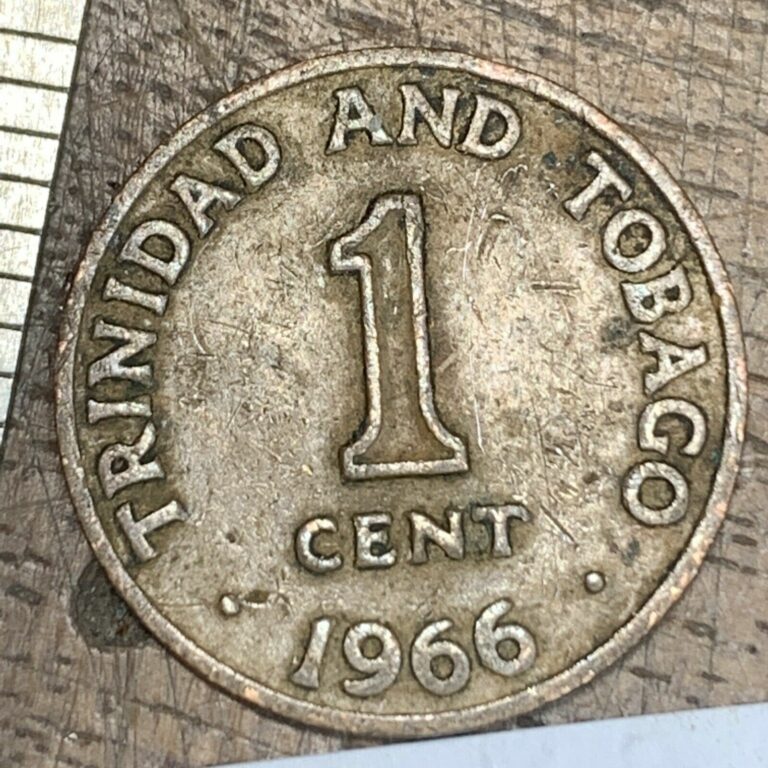 TRINIDAD AND TOBAGO
1
CENT
1966